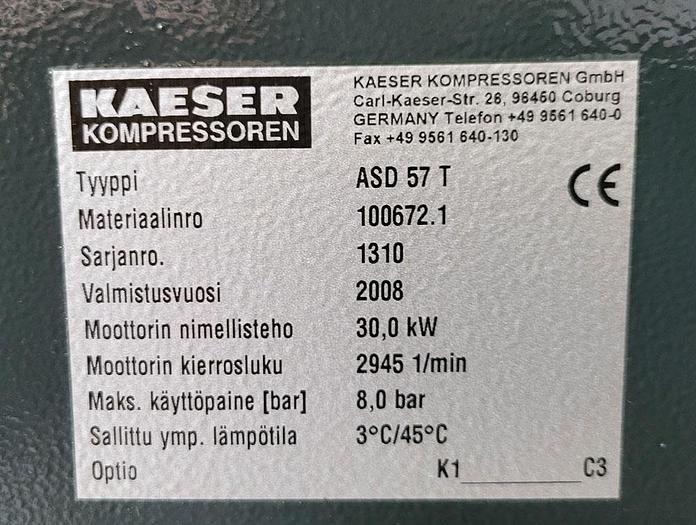 KAESER
KOMPRESSOREN
KAESER KOMPRESSOREN GmbH
Carl-Kaeser-Str. 26, 96450 Coburg
GERMANY Telefon +49 9561 640-0
Fax +49 9561 640-130
CE
Tyyppi ASD 57 T
Materiaalinro 100672.1
Sarjanro. 1310
Valmistusvuosi 2008
Moottorin nimellisteho 30,0 kW
Moottorin kierrosluku 2945 1/min
Maks. käyttöpaine [bar] 8,0 bar
Sallittu ymp. lämpötila 3°C/45°C
Optio K1__________C3